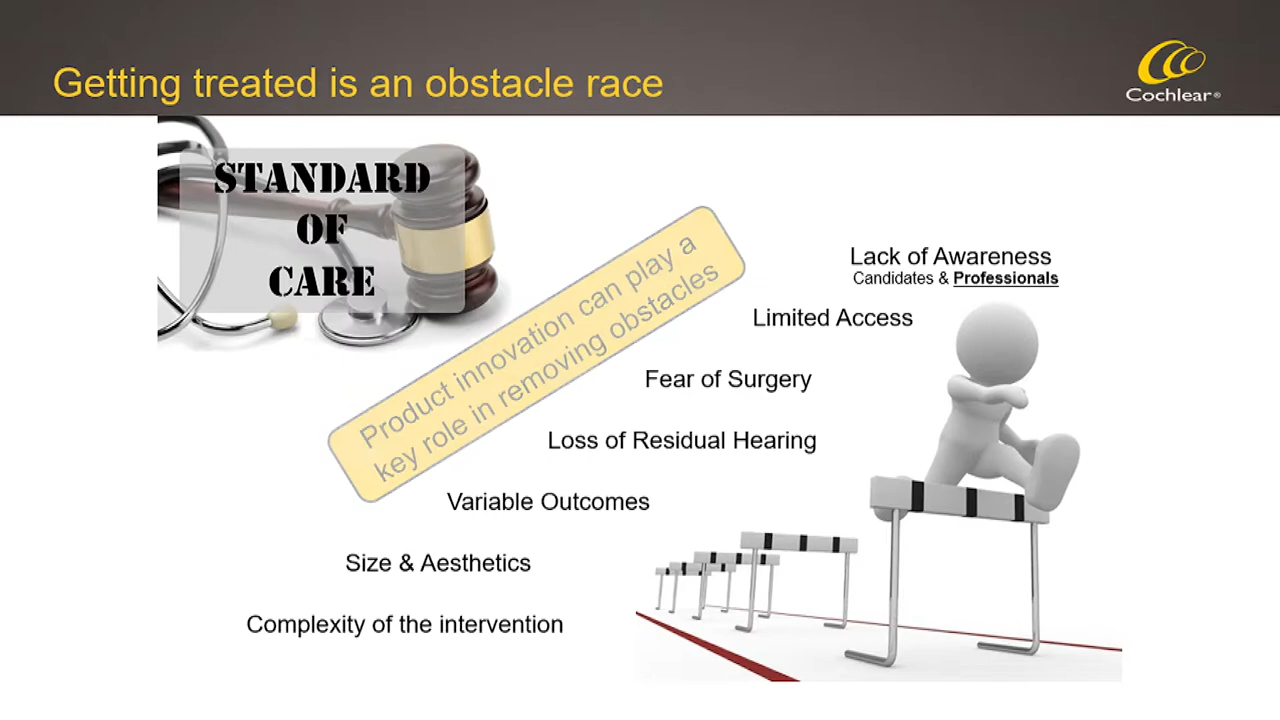 Getting treated is an obstacle race
Cochlear®
STANDARD
OF
CARE
Product innovation can play a
key role in removing obstacles
Lack of Awareness
Candidates & Professionals
Limited Access
Fear of Surgery
Loss of Residual Hearing
Variable Outcomes
Size & Aesthetics
Complexity of the intervention